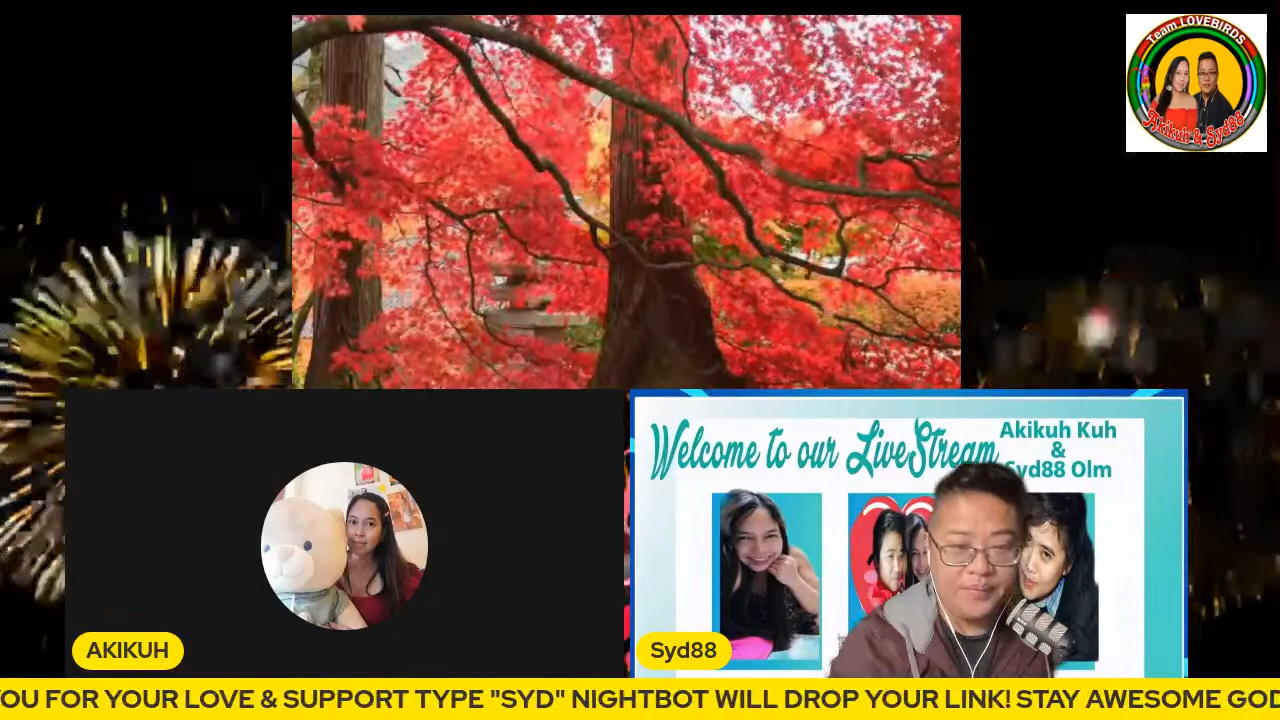 Team LOVEBIRDS
Akikuh & Syd88
Welcome to our LiveStream
Akikuh Kuh
&
Syd88 Olm
AKIKUH
Syd88
YOU FOR YOUR LOVE & SUPPORT TYPE "SYD" NIGHTBOT WILL DROP YOUR LINK! STAY AWESOME GOD